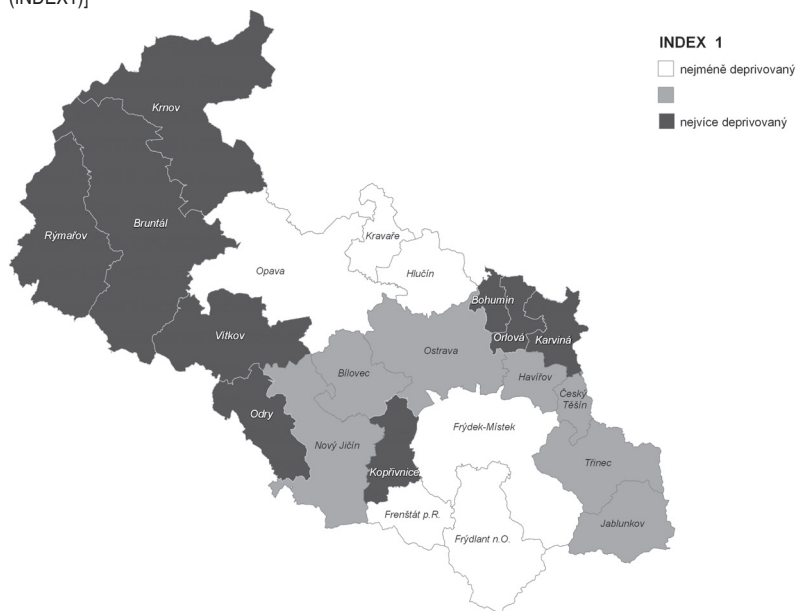 (INDEX1)]
INDEX 1
nejméně deprivovaný
nejvíce deprivovaný
Krnov
Bruntál
Rýmařov
Kravaře
Opava
Hlučín
Bohumín
Vítkov
Orlová
Karviná
Ostrava
Bílovec
Havířov
Český
Těšín
Odry
Frýdek-Místek
Nový Jičín
Třinec
Kopřivnice
Frenštát p.R.
Jablunkov
Frýdlant n.O.